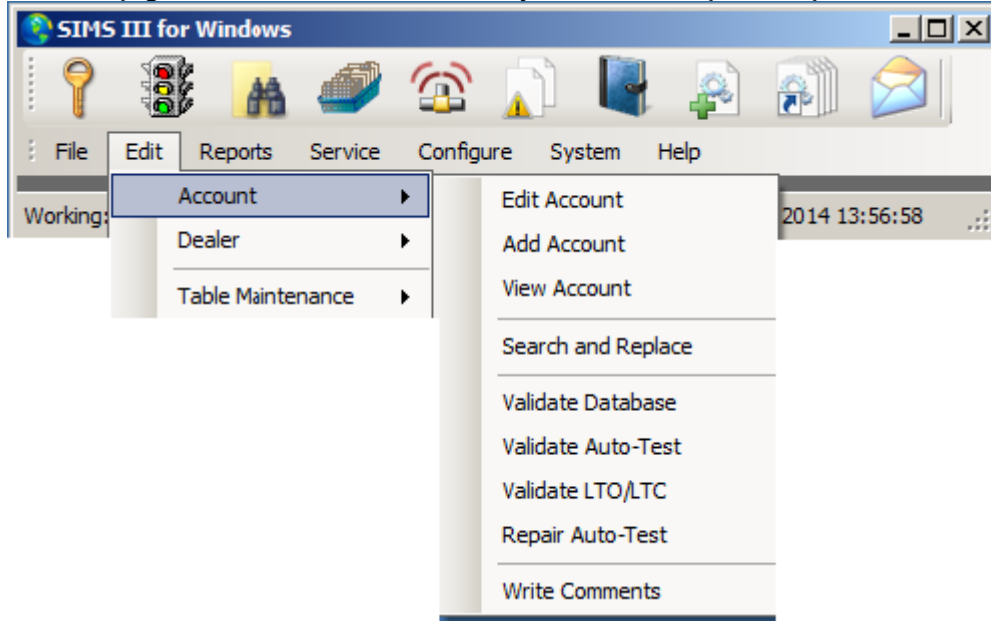 SIMS III for Windows
File Edit Reports Service Configure System Help
Working: 2014 13:56:58
Account
Dealer
Table Maintenance
Edit Account
Add Account
View Account
Search and Replace
Validate Database
Validate Auto-Test
Validate LTO/LTC
Repair Auto-Test
Write Comments